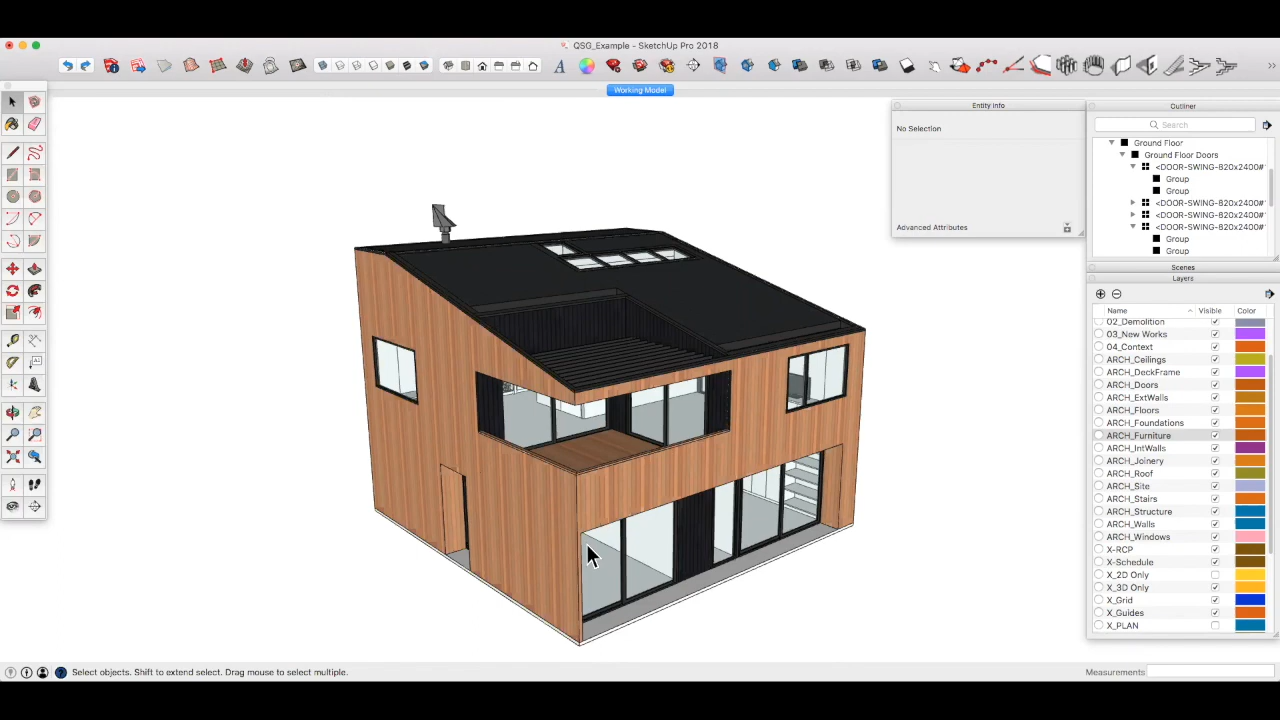 QSG_Example - SketchUp Pro 2018
Working Model
Entity Info
No Selection
Advanced Attributes
Outliner
Search
Ground Floor
Ground Floor Doors
<DOOR-SWING-820x2400#
Group
Group
<DOOR-SWING-820x2400#
<DOOR-SWING-820x2400#
<DOOR-SWING-820x2400#
Group
Group
Scenes
Layers
Name Visible Color
02_Demolition
03_New Works
04_Context
ARCH_Ceilings
ARCH_DeckFrame
ARCH_Doors
ARCH_ExtWalls
ARCH_Floors
ARCH_Foundations
ARCH_Furniture
ARCH_IntWalls
ARCH_Joinery
ARCH_Roof
ARCH_Site
ARCH_Stairs
ARCH_Structure
ARCH_Walls
ARCH_Windows
X-RCP
X-Schedule
X_2D Only
X_3D Only
X_Grid
X_Guides
X_PLAN
Select objects. Shift to extend select. Drag mouse to select multiple.
Measurements